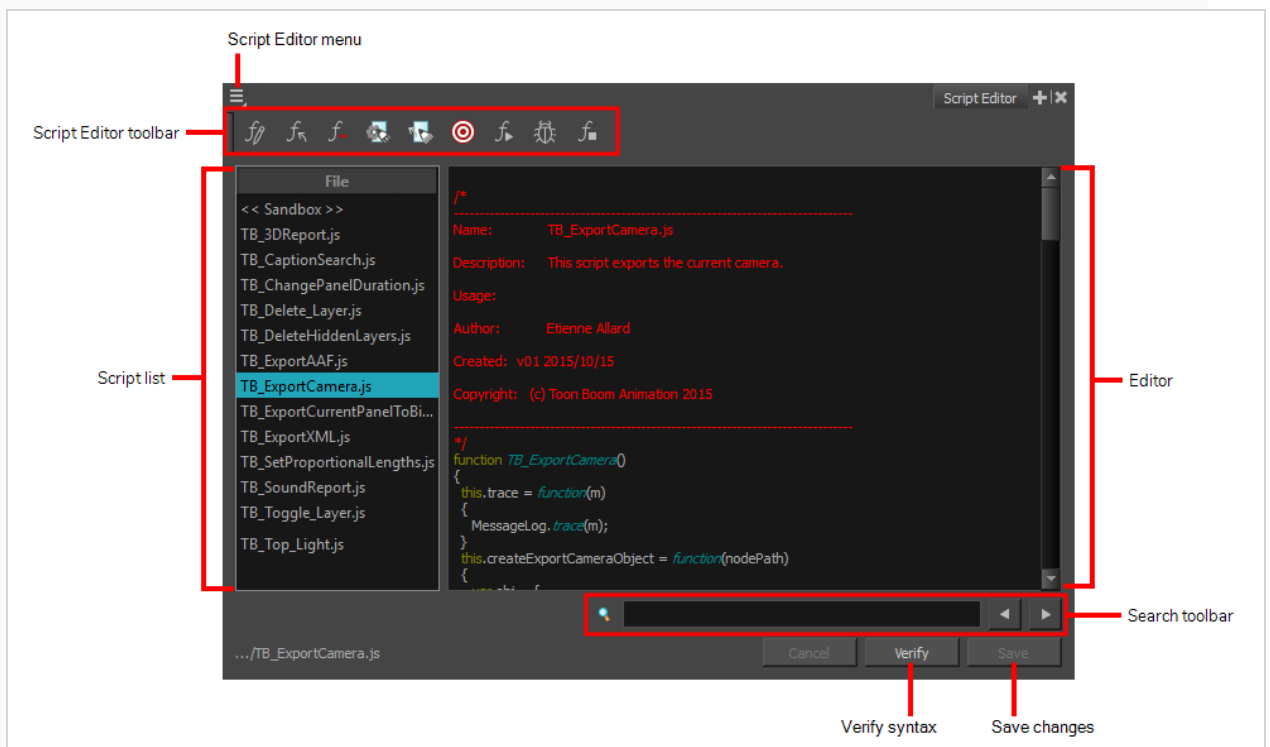 Script Editor menu
Script Editor
Script Editor toolbar
File
<< Sandbox >>
TB_3DReport.js
TB_CaptionSearch.js
TB_ChangePanelDuration.js
TB_Delete_Layer.js
TB_DeleteHiddenLayers.js
TB_ExportAAF.js
TB_ExportCamera.js
TB_ExportCurrentPanelToBi...
TB_ExportXML.js
TB_SetProportionalLengths.js
TB_SoundReport.js
TB_Toggle_Layer.js
TB_Top_Light.js
Script list
/*
--------------------------------------------------------------------------------
Name: TB_ExportCamera.js
Description: This script exports the current camera.
Usage:
Author: Etienne Allard
Created: v01 2015/10/15
Copyright: (c) Toon Boom Animation 2015
--------------------------------------------------------------------------------
*/
function TB_ExportCamera()
{
this.trace = function(m)
{
MessageLog.trace(m);
}
this.createExportCameraObject = function(nodePath)
{
Editor
Search toolbar
.../TB_ExportCamera.js
Cancel
Verify
Save
Verify syntax
Save changes